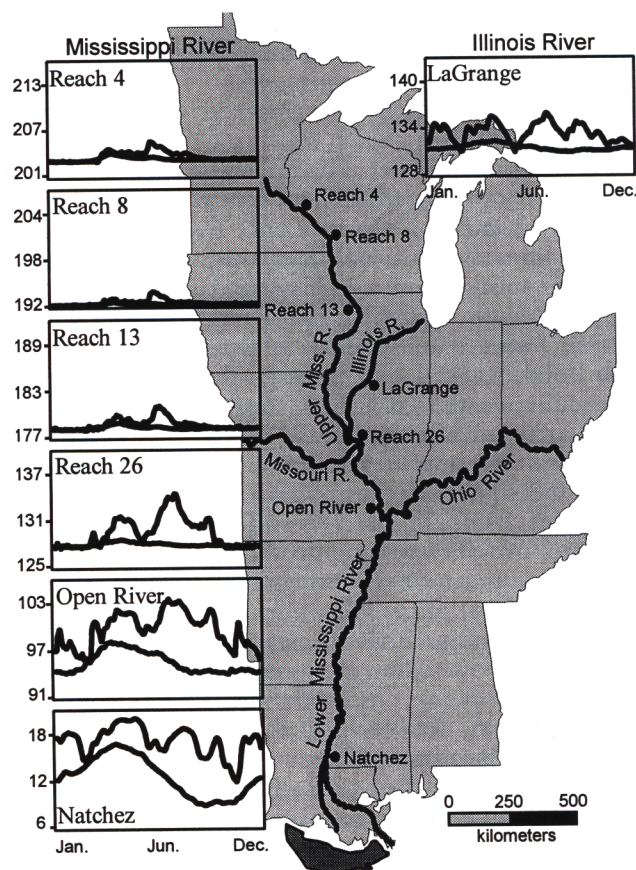 Mississippi River
Reach 4
213
207
201
Reach 8
204
198
192
Reach 13
189
183
177
Reach 26
137
131
125
Open River
103
97
91
18
12
6
Natchez
Jan. Jun. Dec.
Illinois River
LaGrange
140
134
128
Jan. Jun. Dec.
Reach 4
Reach 8
Reach 13
Upper Miss. R.
Illinois R.
LaGrange
Reach 26
Missouri R.
Open River
Ohio River
Lower Mississippi River
Natchez
0 250 500
kilometers